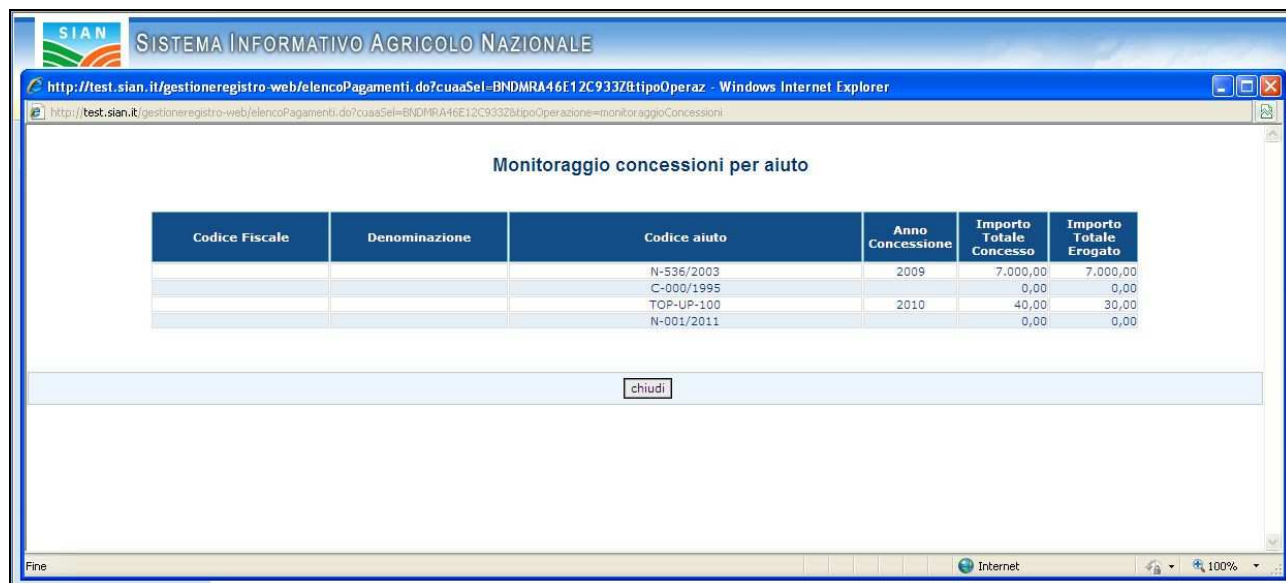 SIAN
SISTEMA INFORMATIVO AGRICOLO NAZIONALE
http://test.sian.it/gestioneregistro-web/elencoPagamenti.do?cuaaSel=BNDMRA46E12C933Z&tipoOperaz - Windows Internet Explorer
http://test.sian.it/gestioneregistro-web/elencoPagamenti.do?cuaaSel=BNDMRA46E12C933Z&tipoOperazione=monitoraggioConcessioni
Monitoraggio concessioni per aiuto
Codice Fiscale Denominazione Codice aiuto Anno Concessione Importo Totale Concesso Importo Totale Erogato
N-536/2003 2009 7.000,00 7.000,00
C-000/1995 0,00 0,00
TOP-UP-100 2010 40,00 30,00
N-001/2011 0,00 0,00
chiudi
Fine Internet 100%